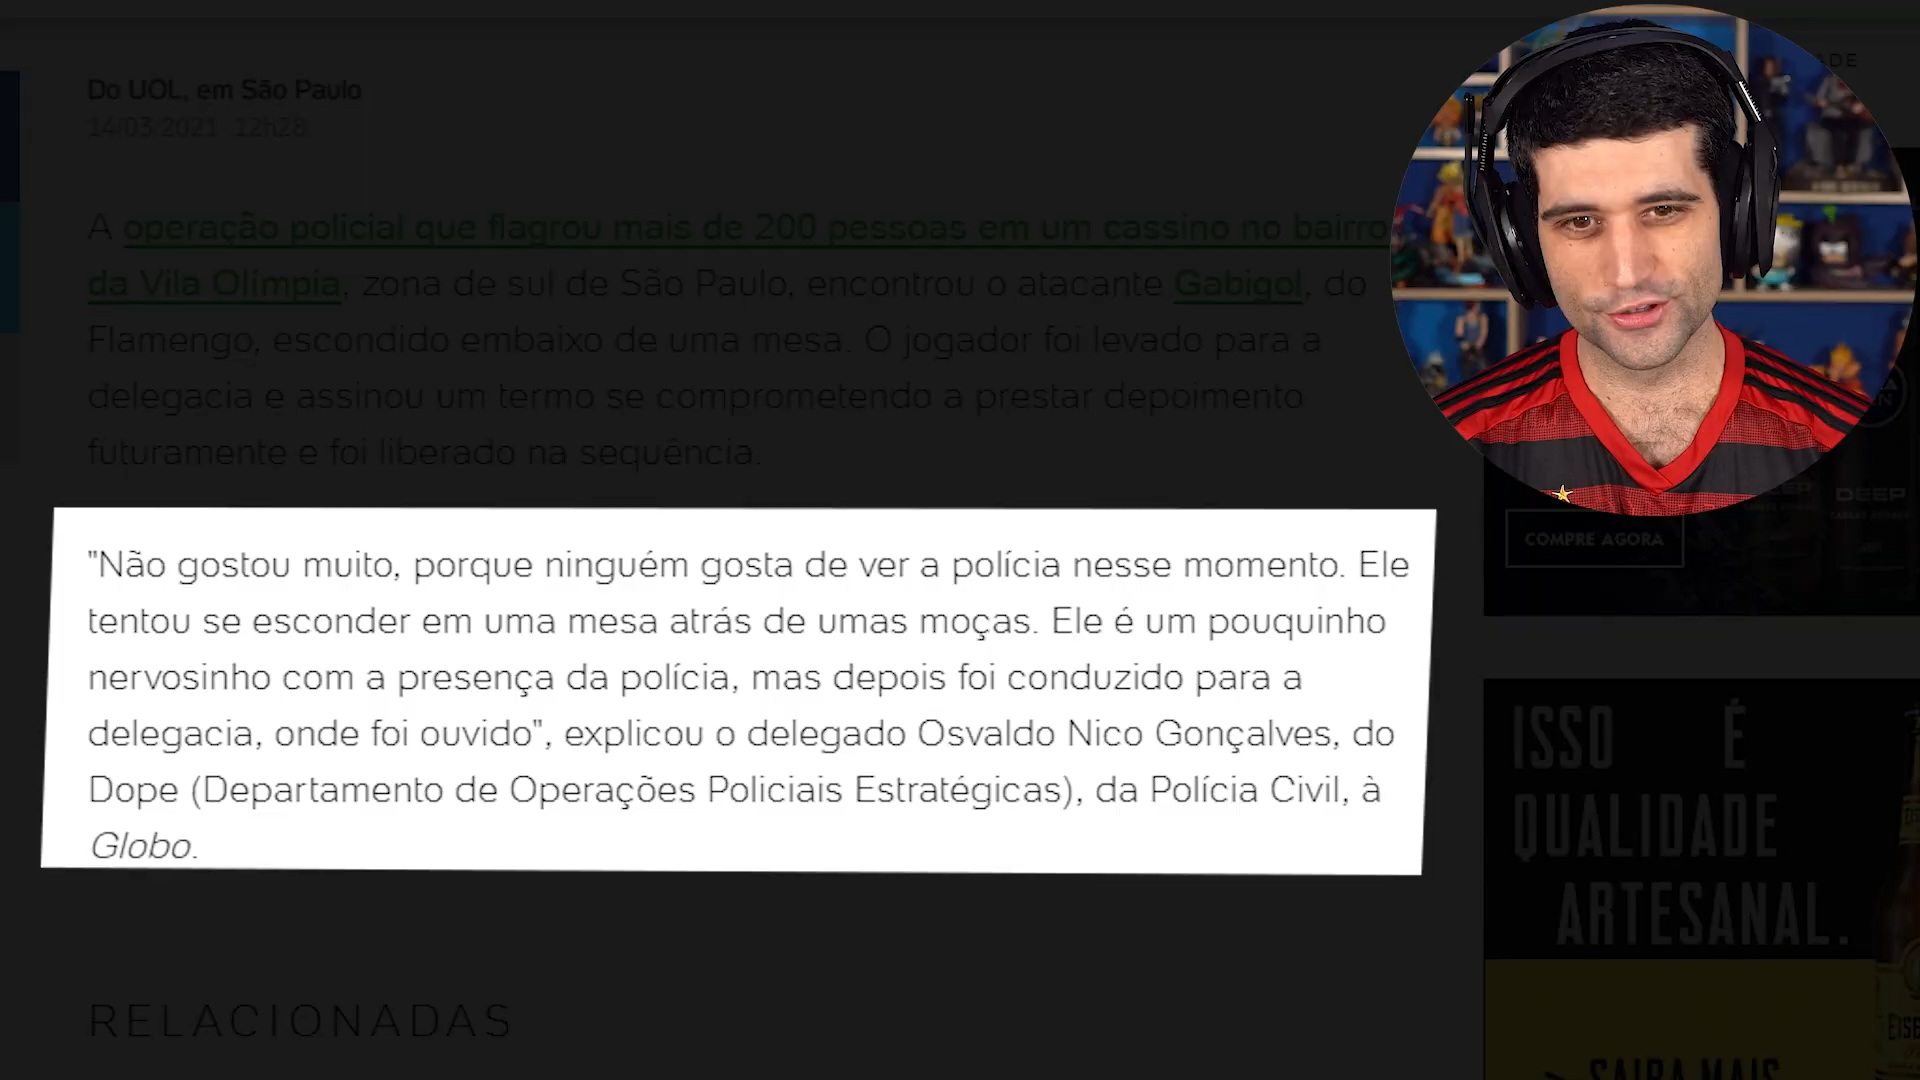 Do UOL, em São Paulo
14/03/2021 12h28
A operação policial que flagrou mais de 200 pessoas em um cassino no bairro
da Vila Olímpia, zona de sul de São Paulo, encontrou o atacante Gabigol, do
Flamengo, escondido embaixo de uma mesa. O jogador foi levado para a
delegacia e assinou um termo se comprometendo a prestar depoimento
futuramente e foi liberado na sequência.
"Não gostou muito, porque ninguém gosta de ver a polícia nesse momento. Ele
tentou se esconder em uma mesa atrás de umas moças. Ele é um pouquinho
nervosinho com a presença da polícia, mas depois foi conduzido para a
delegacia, onde foi ouvido", explicou o delegado Osvaldo Nico Gonçalves, do
Dope (Departamento de Operações Policiais Estratégicas), da Polícia Civil, à
Globo.
RELACIONADAS
DEEP
COMPRE AGORA
ISSO É
QUALIDADE
ARTESANAL.
SAIBA MAIS